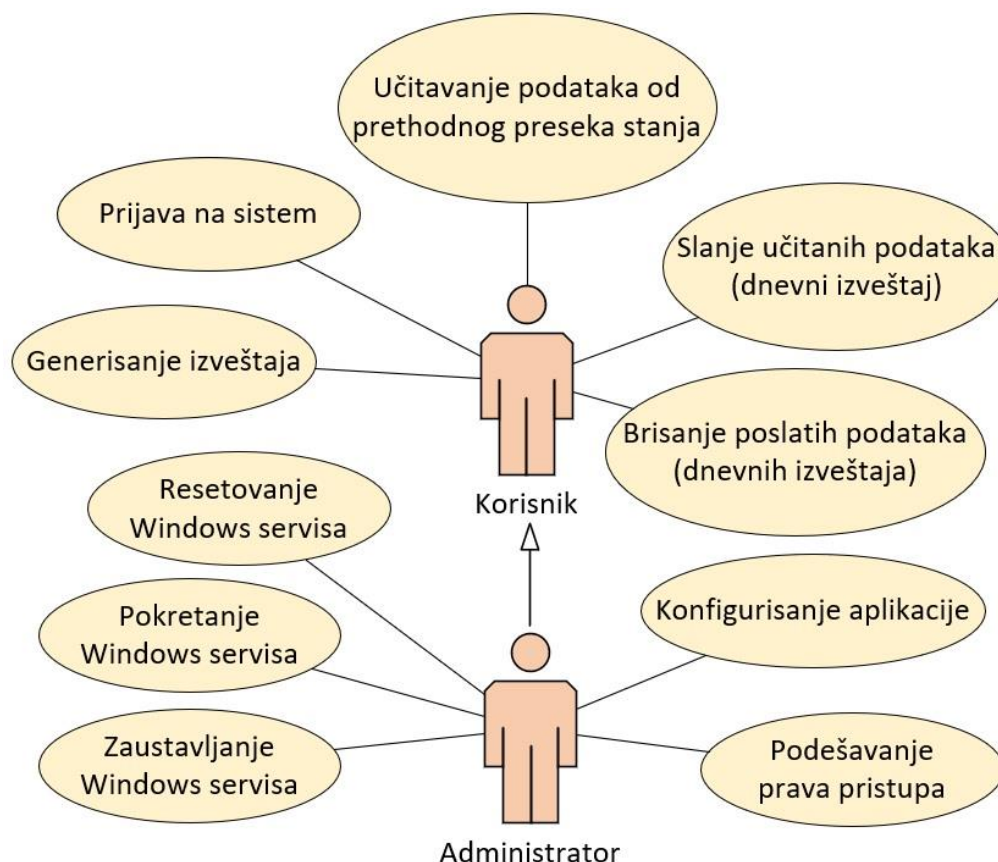 Učitavanje podataka od
prethodnog preseka stanja
Prijava na sistem
Slanje učitanih podataka
(dnevni izveštaj)
Generisanje izveštaja
Brisanje poslatih podataka
(dnevnih izveštaja)
Korisnik
Resetovanje
Windows servisa
Pokretanje
Windows servisa
Konfigurisanje aplikacije
Zaustavljanje
Windows servisa
Podešavanje
prava pristupa
Administrator